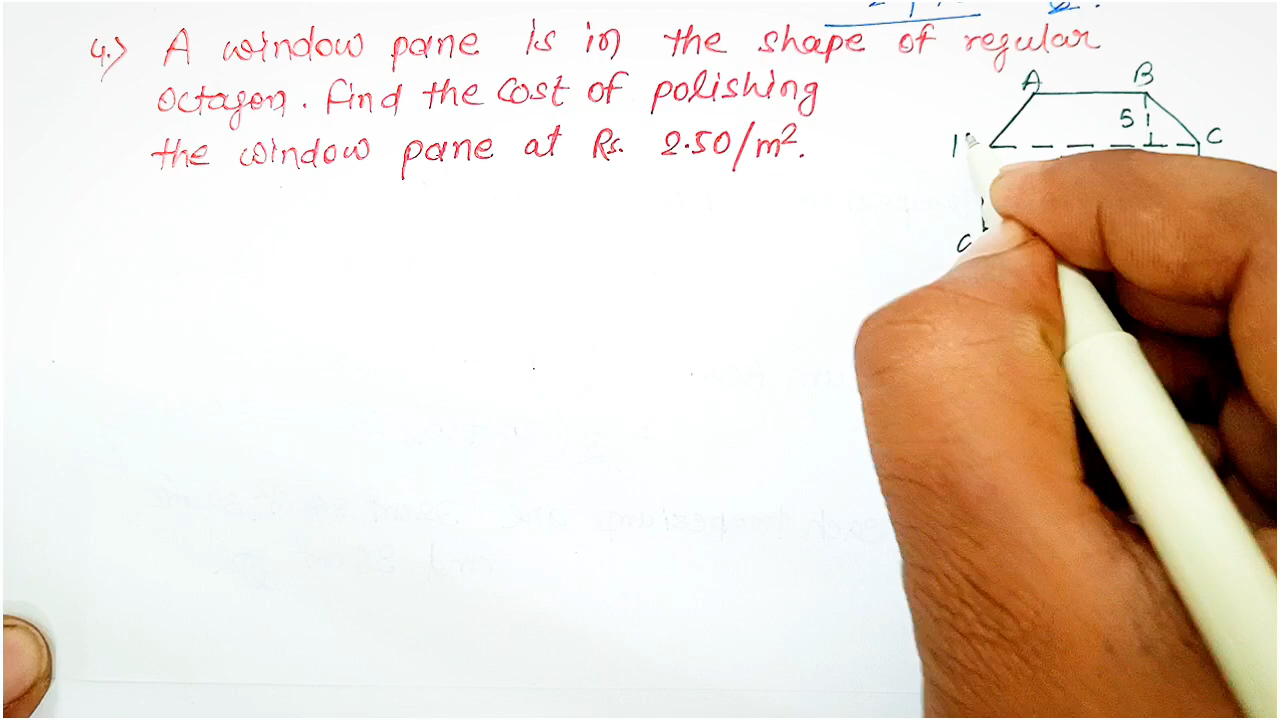 4.) A window pane is in the shape of regular
octagon. Find the cost of polishing
the window pane at Rs. 2.50/m².
A B
5
C